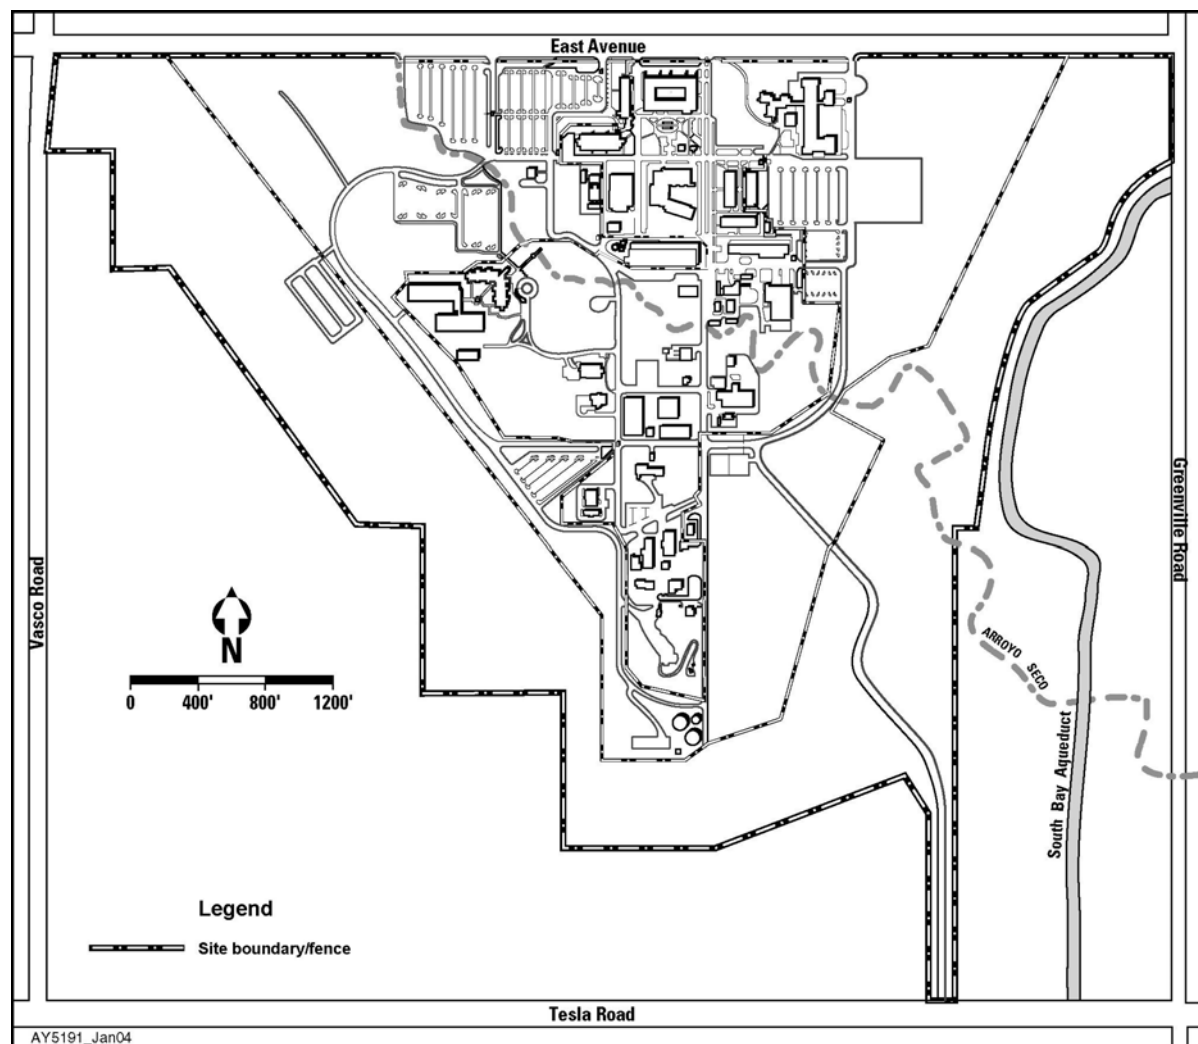 East Avenue
Greenville Road
Vasco Road
N
0 400' 800' 1200'
ARROYO SECO
South Bay Aqueduct
Legend
Site boundary/fence
Tesla Road
AY5191_Jan04